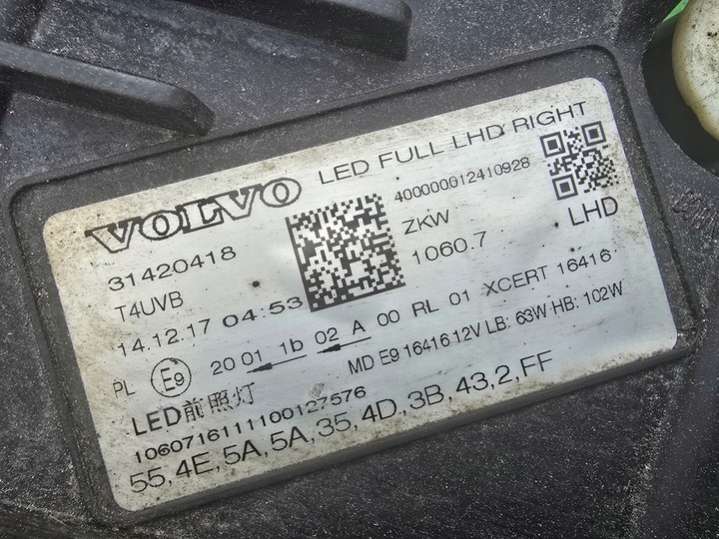 VOLVO LED FULL LHD RIGHT
31420418
400000012410928
T4UVB
ZKW
LHD
14.12.17 04:53
1060.7
PL E9 20 01 1b 02 A 00 RL 01 XCERT 16416
LED前照灯 MD E9 16416 12V LB: 63W HB: 102W
1060716111100127576
55,4E,5A,5A,35,4D,3B,43,2,FF